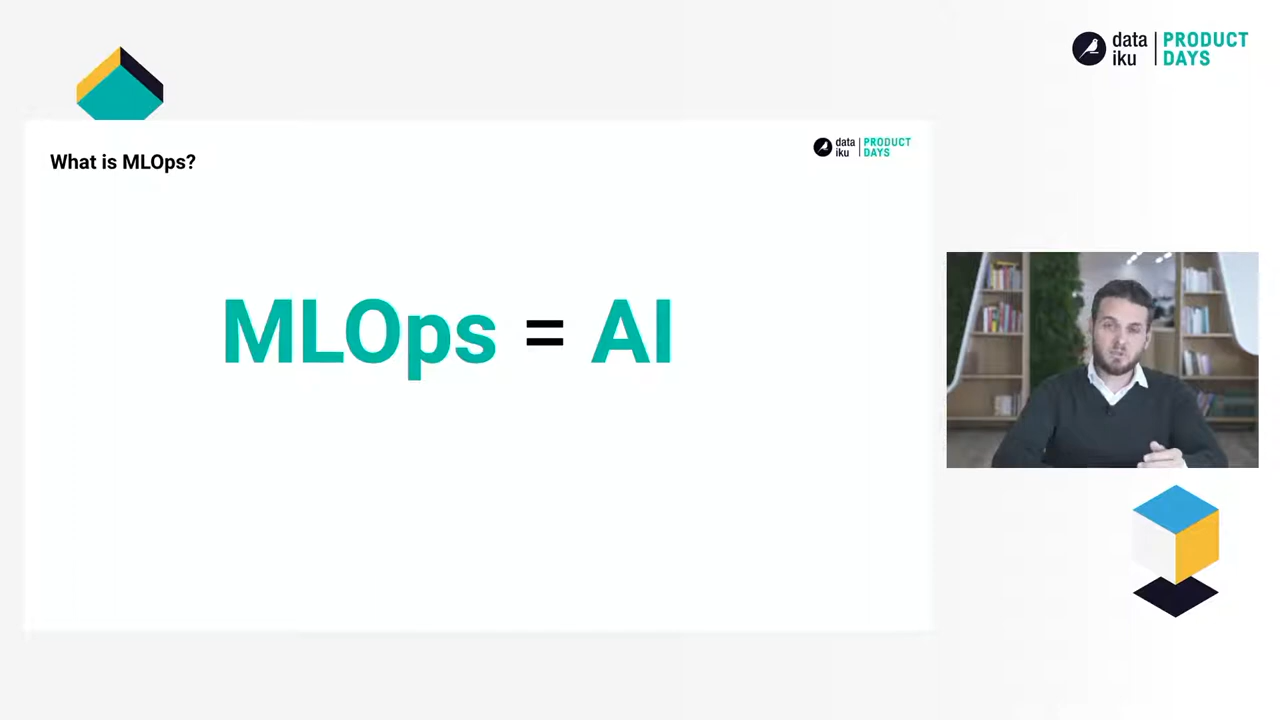 data
iku
PRODUCT
DAYS
What is MLOps?
data
iku
PRODUCT
DAYS
MLOps = AI